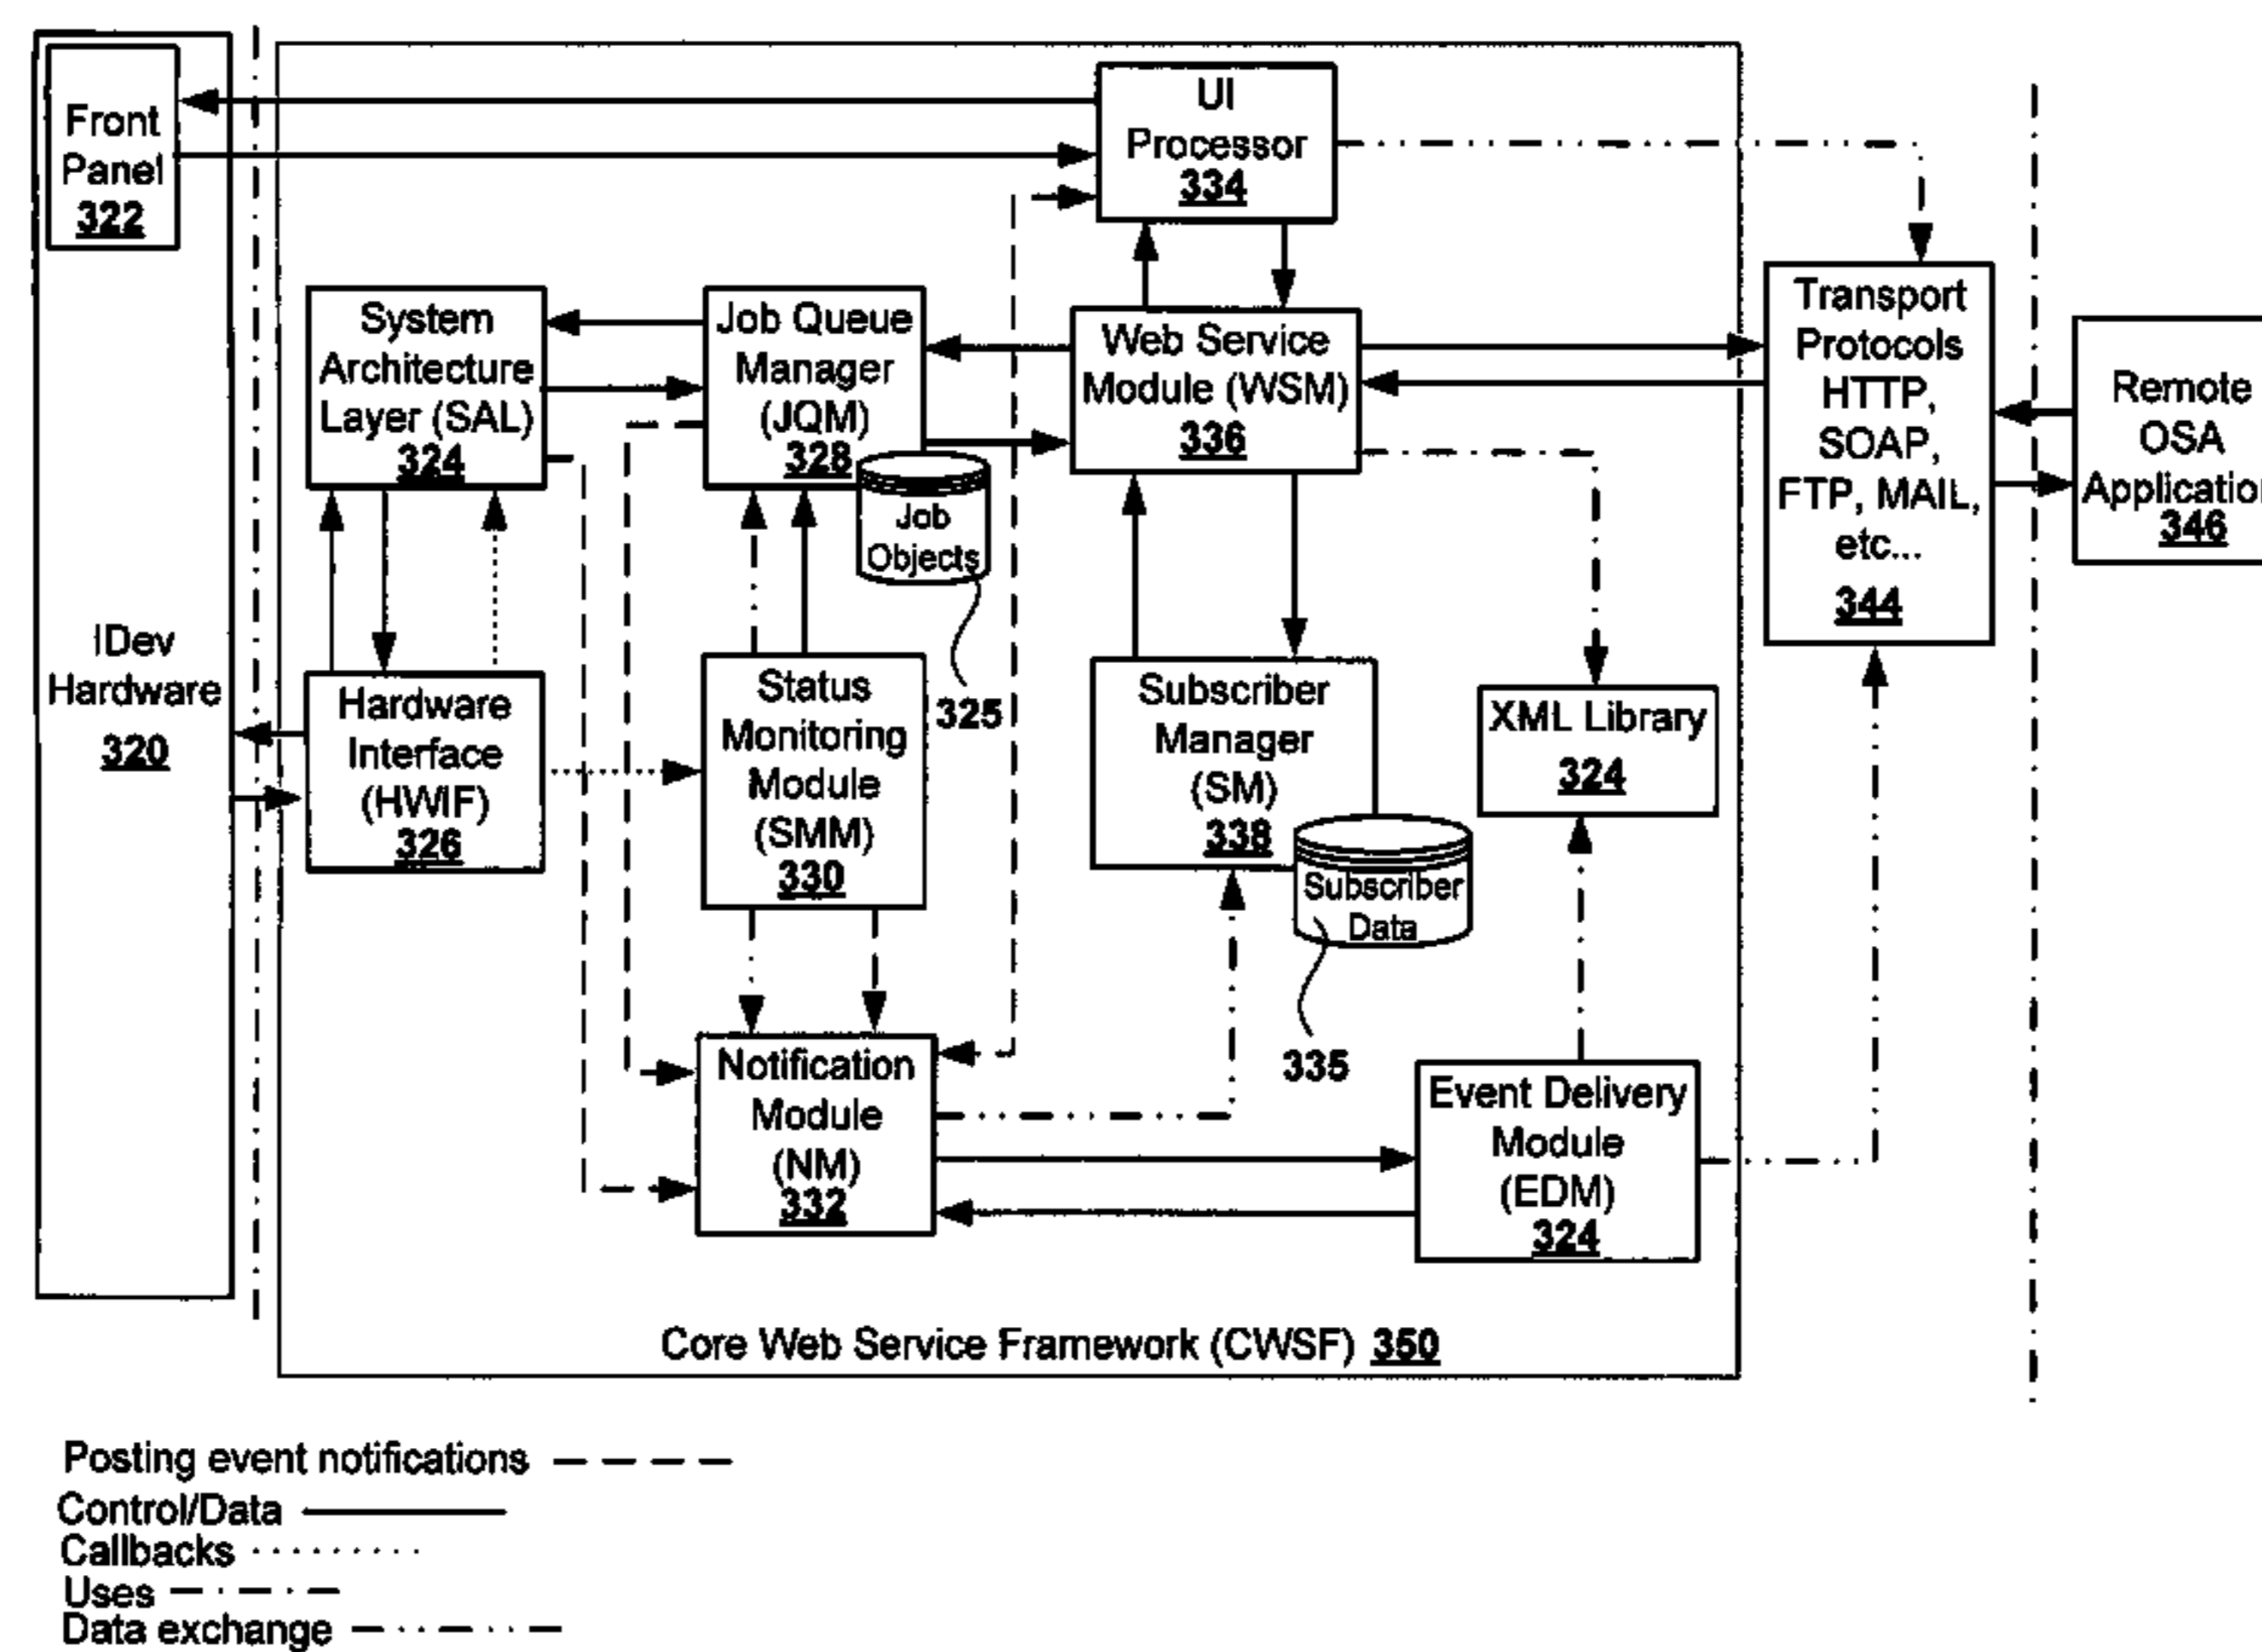 Front
Panel
322
IDev
Hardware
320
UI
Processor
334
System
Architecture
Layer (SAL)
324
Job Queue
Manager
(JQM)
328
Job
Objects
325
Web Service
Module (WSM)
336
Transport
Protocols
HTTP,
SOAP,
FTP, MAIL,
etc...
344
Remote
OSA
Application
346
Hardware
Interface
(HWIF)
326
Status
Monitoring
Module
(SMM)
330
Subscriber
Manager
(SM)
338
Subscriber
Data
335
XML Library
324
Notification
Module
(NM)
332
Event Delivery
Module
(EDM)
324
Core Web Service Framework (CWSF) 350
Posting event notifications
Control/Data
Callbacks
Uses
Data exchange